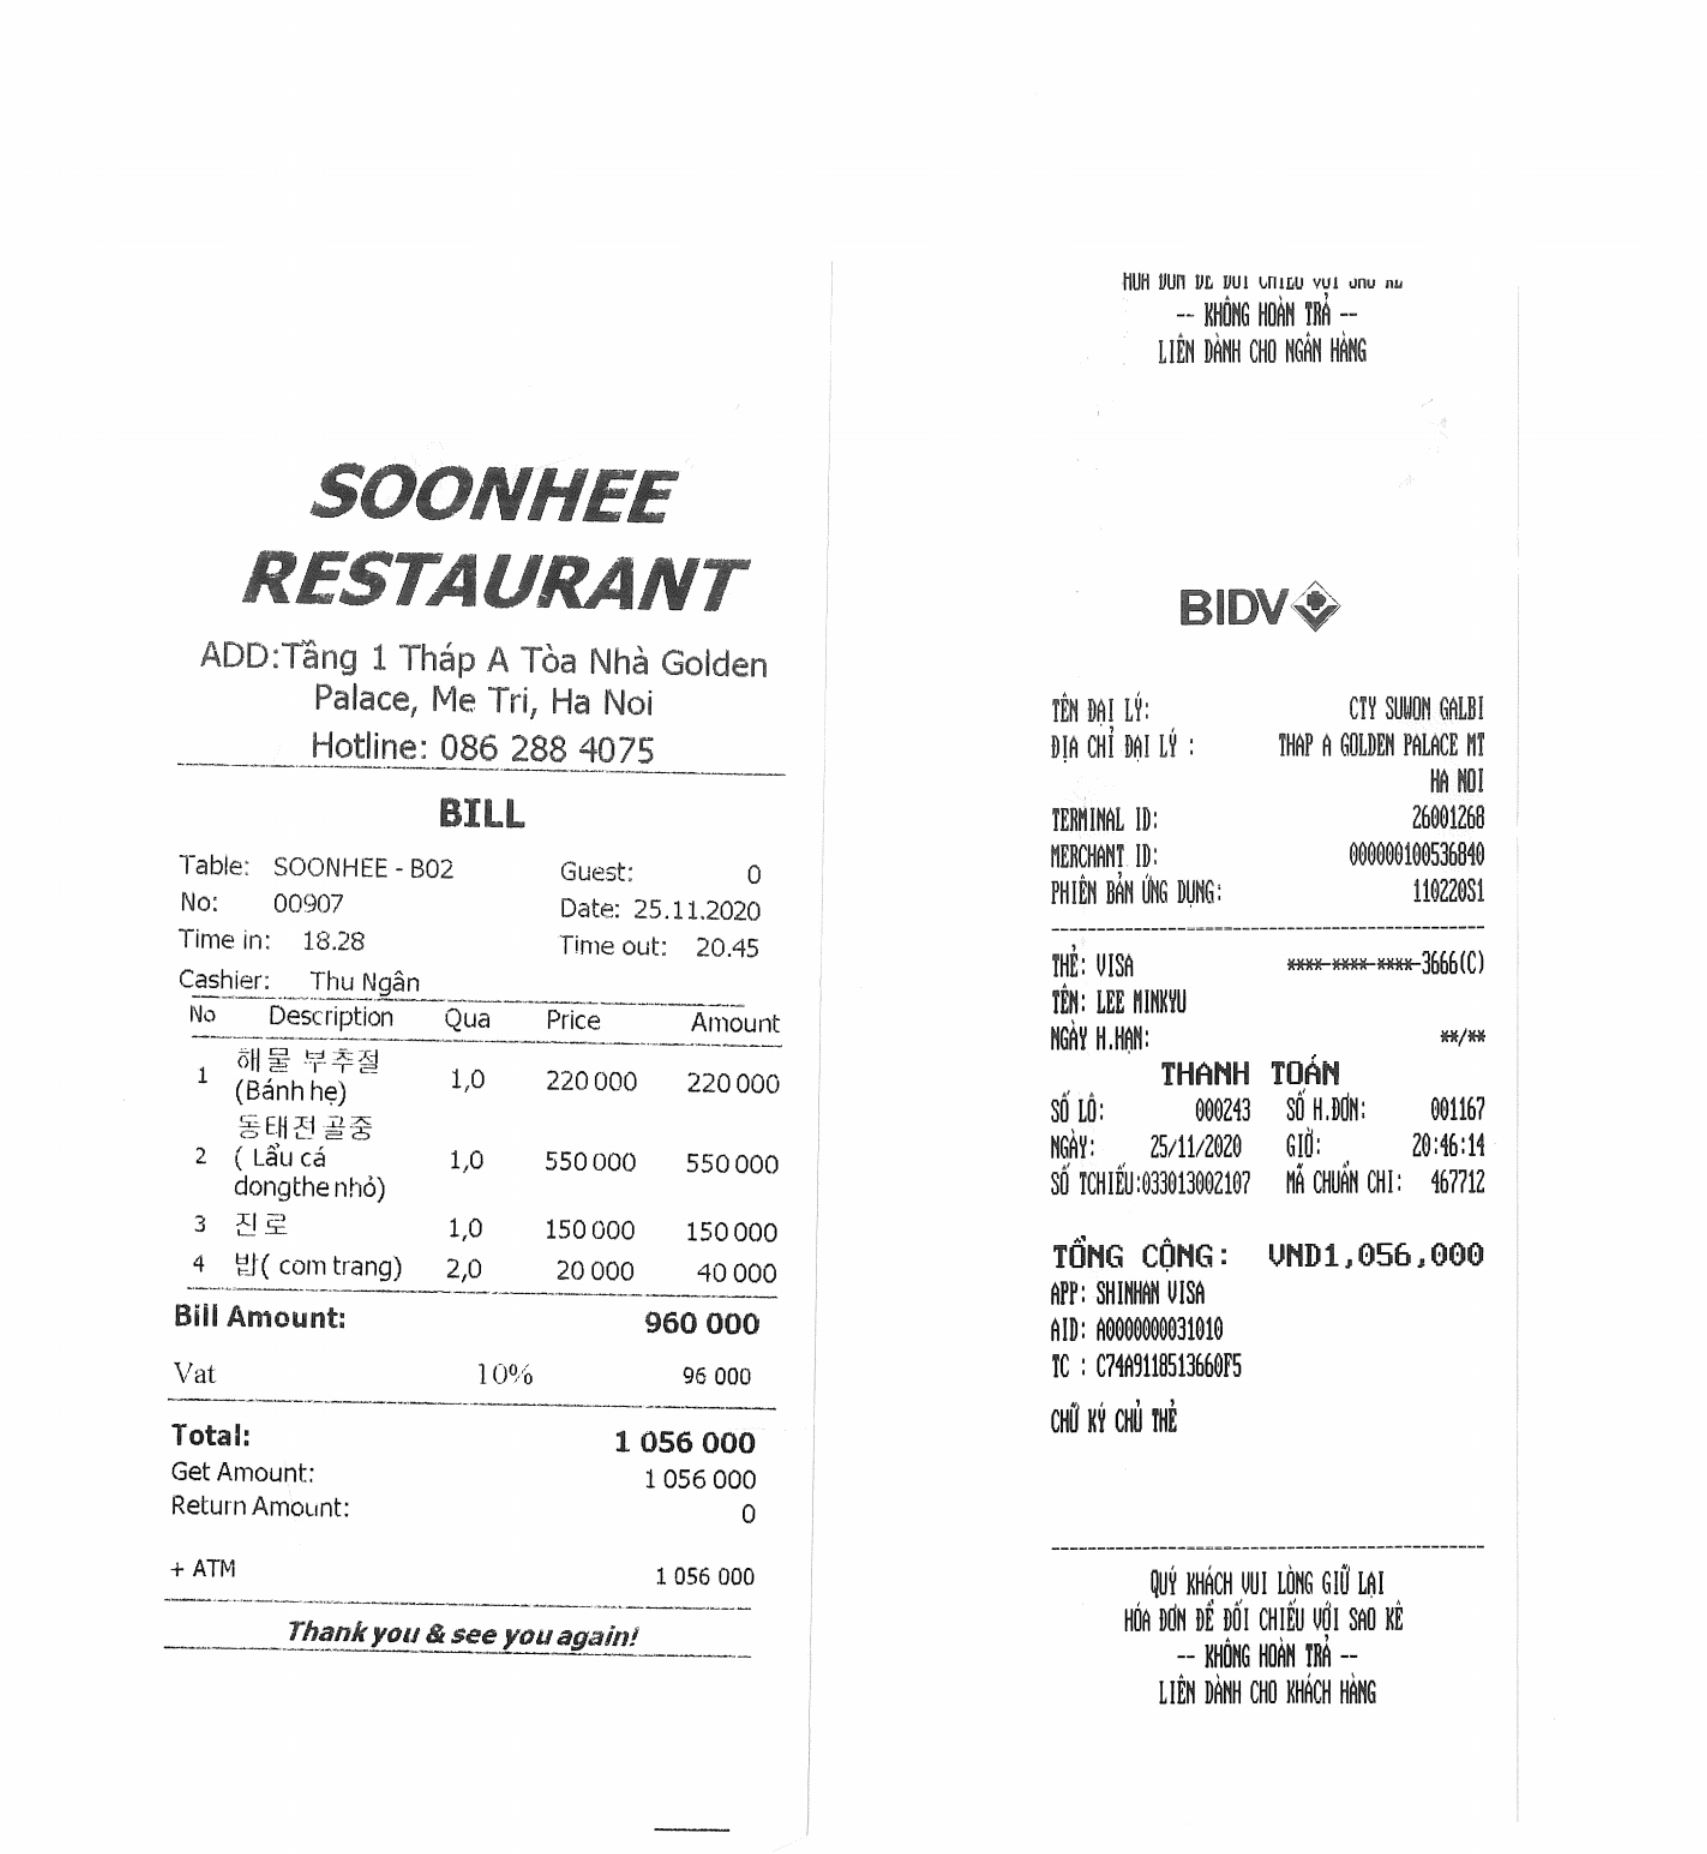 SOONHEE
RESTAURANT
ADD:Tầng 1 Tháp A Tòa Nhà Golden
Palace, Me Tri, Ha Noi
Hotline: 086 288 4075
BILL
Table: SOONHEE - B02 Guest: 0
No: 00907 Date: 25.11.2020
Time in: 18.28 Time out: 20.45
Cashier: Thu Ngân
No Description Qua Price Amount
해물 부추절
1 (Bánh hẹ) 1,0 220 000 220 000
동태전골중
2 ( Lẩu cá 1,0 550 000 550 000
dongthe nhỏ)
3 진로 1,0 150 000 150 000
4 밥( com trang) 2,0 20 000 40 000
Bill Amount: 960 000
Vat 10% 96 000
Total: 1 056 000
Get Amount: 1 056 000
Return Amount: 0
+ ATM 1 056 000
Thank you & see you again!
-- KHÔNG HOÀN TRẢ --
LIÊN DÀNH CHO NGÂN HÀNG
BIDV
TÊN ĐẠI LÝ: CTY SUWON GALBI
ĐỊA CHỈ ĐẠI LÝ : THAP A GOLDEN PALACE MT
HA NOI
TERMINAL ID: 26001268
MERCHANT ID: 000000100536840
PHIÊN BẢN ỨNG DỤNG: 110220S1
THẺ: VISA ****-****-****-3666(C)
TÊN: LEE MINKYU
NGÀY H.HẠN: **/**
THANH TOÁN
SỐ LÔ: 000243 SỐ H.ĐƠN: 001167
NGÀY: 25/11/2020 GIỜ: 20:46:14
SỐ TCHIẾU:033013002107 MÃ CHUẨN CHI: 467712
TỔNG CỘNG: VND1,056,000
APP: SHINHAN VISA
AID: A0000000031010
TC : C74A9118513660F5
CHỮ KÝ CHỦ THẺ
QUÝ KHÁCH VUI LÒNG GIỮ LẠI
HÓA ĐƠN ĐỂ ĐỐI CHIẾU VỚI SAO KÊ
-- KHÔNG HOÀN TRẢ --
LIÊN DÀNH CHO KHÁCH HÀNG